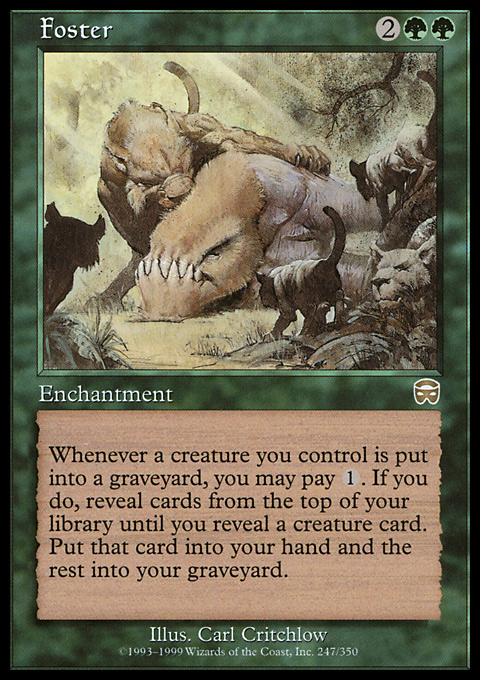 Foster 2
Enchantment
Whenever a creature you control is put
into a graveyard, you may pay 1. If you
do, reveal cards from the top of your
library until you reveal a creature card.
Put that card into your hand and the
rest into your graveyard.
Illus. Carl Critchlow
©1993–1999 Wizards of the Coast, Inc. 247/350